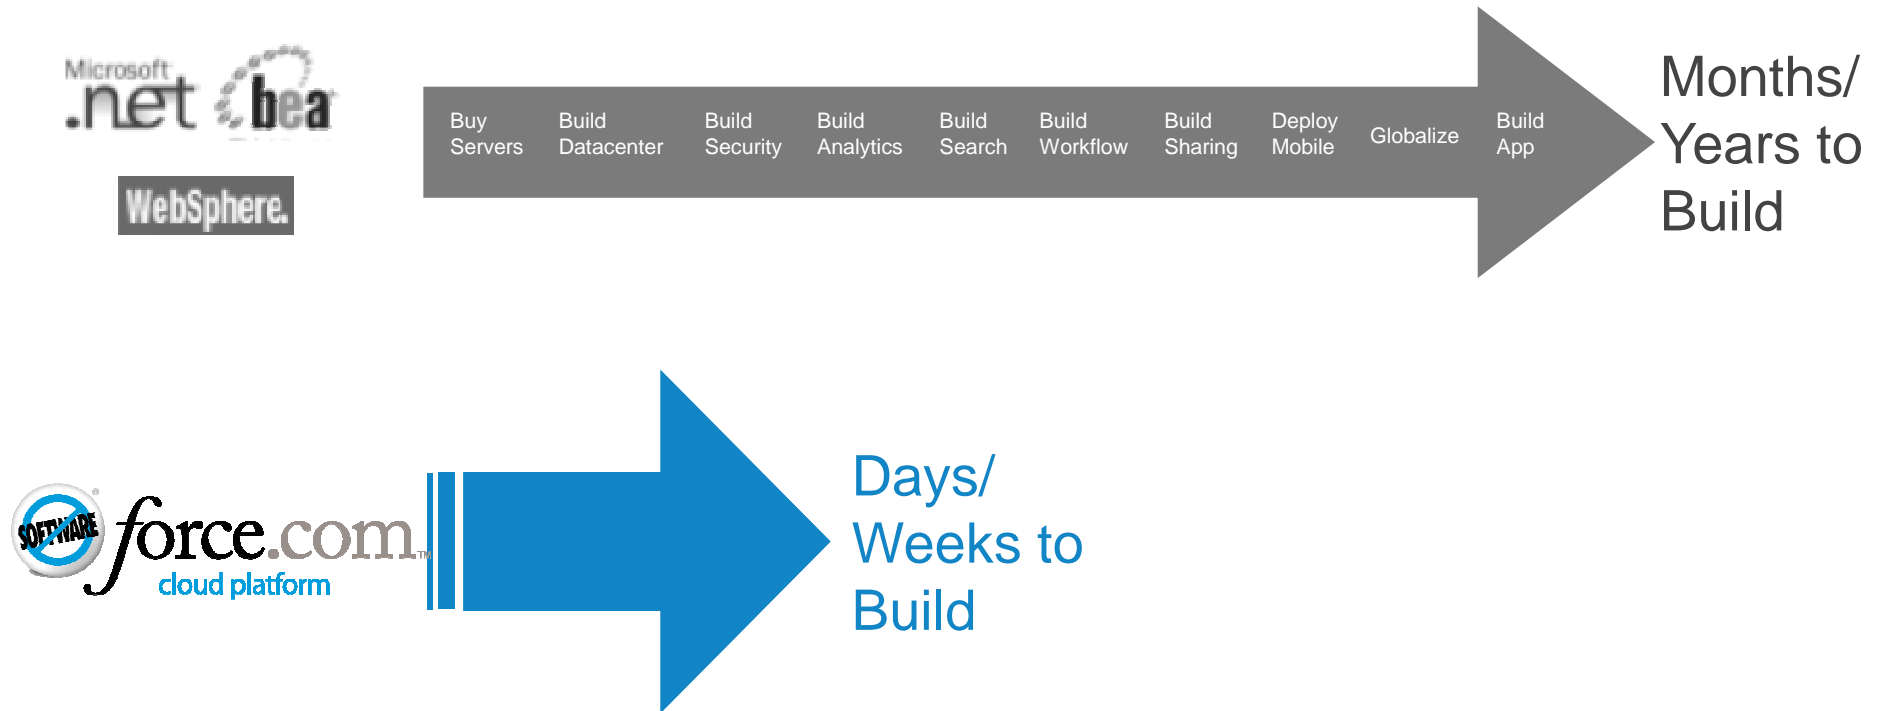 Microsoft
.net
bea
WebSphere.
Buy
Servers
Build
Datacenter
Build
Security
Build
Analytics
Build
Search
Build
Workflow
Build
Sharing
Deploy
Mobile
Globalize
Build
App
Months/
Years to
Build
SOFTWARE
®
force.com™
cloud platform
Days/
Weeks to
Build